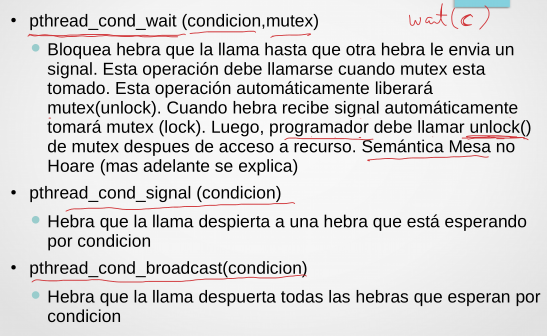 • pthread_cond_wait (condicion,mutex)
wat(c)
• Bloquea hebra que la llama hasta que otra hebra le envia un
signal. Esta operación debe llamarse cuando mutex esta
tomado. Esta operación automáticamente liberará
mutex(unlock). Cuando hebra recibe signal automáticamente
tomará mutex (lock). Luego, programador debe llamar unlock()
de mutex despues de acceso a recurso. Semántica Mesa no
Hoare (mas adelante se explica)
• pthread_cond_signal (condicion)
• Hebra que la llama despierta a una hebra que está esperando
por condicion
• pthread_cond_broadcast(condicion)
• Hebra que la llama despuerta todas las hebras que esperan por
condicion